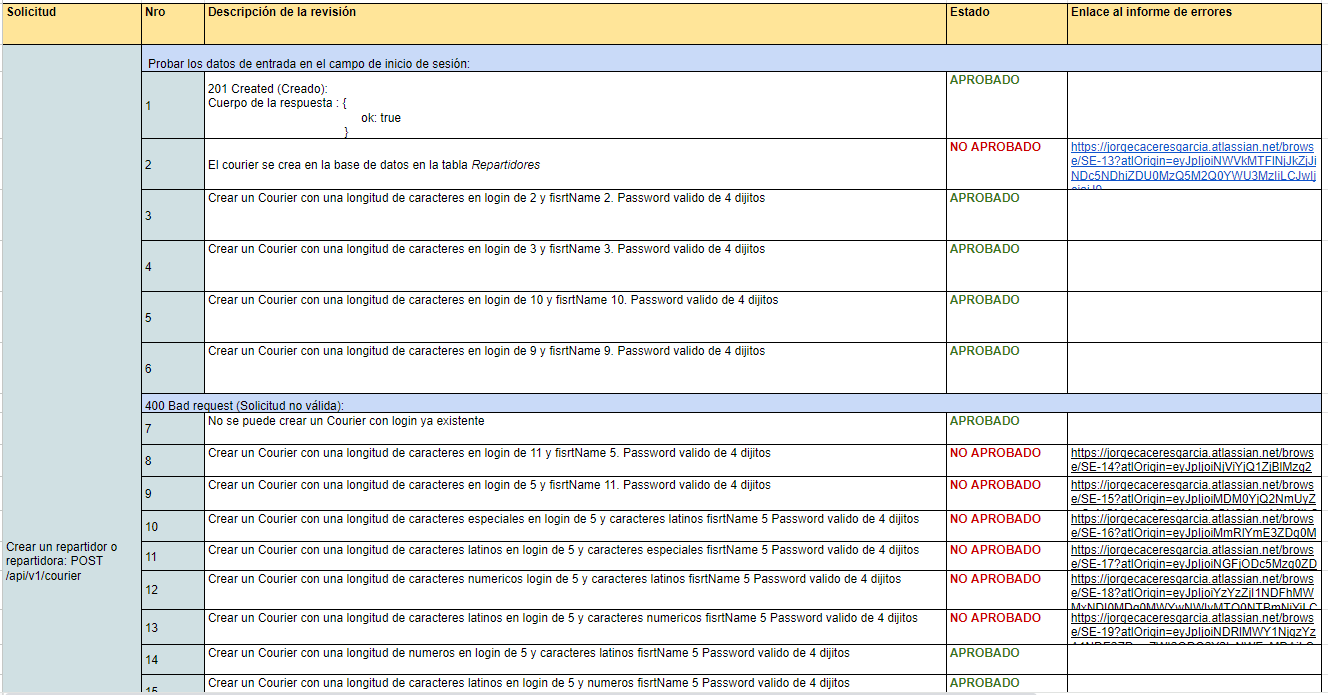 Solicitud Nro Descripción de la revisión Estado Enlace al informe de errores
Probar los datos de entrada en el campo de inicio de sesión:
1 201 Created (Creado): APROBADO
Cuerpo de la respuesta : {
ok: true
}
2 El courier se crea en la base de datos en la tabla Repartidores NO APROBADO
https://jorgecaceresgarcia.atlassian.net/brows
e/SE-13?atlOrigin=
3 Crear un Courier con una longitud de caracteres en login de 2 y fisrtName 2. Password valido de 4 dijitos APROBADO
4 Crear un Courier con una longitud de caracteres en login de 3 y fisrtName 3. Password valido de 4 dijitos APROBADO
5 Crear un Courier con una longitud de caracteres en login de 10 y fisrtName 10. Password valido de 4 dijitos APROBADO
6 Crear un Courier con una longitud de caracteres en login de 9 y fisrtName 9. Password valido de 4 dijitos APROBADO
400 Bad request (Solicitud no válida):
7 No se puede crear un Courier con login ya existente APROBADO
8 Crear un Courier con una longitud de caracteres en login de 11 y fisrtName 5. Password valido de 4 dijitos NO APROBADO
https://jorgecaceresgarcia.atlassian.net/brows
e/SE-14?atlOrigin=
9 Crear un Courier con una longitud de caracteres en login de 5 y fisrtName 11. Password valido de 4 dijitos NO APROBADO
https://jorgecaceresgarcia.atlassian.net/brows
e/SE-15?atlOrigin=
10 Crear un Courier con una longitud de caracteres especiales en login de 5 y caracteres latinos fisrtName 5 Password valido de 4 dijitos NO APROBADO
https://jorgecaceresgarcia.atlassian.net/brows
e/SE-16?atlOrigin=
Crear un repartidor o
repartidora: POST
/api/v1/courier
11 Crear un Courier con una longitud de caracteres latinos en login de 5 y caracteres especiales fisrtName 5 Password valido de 4 dijitos NO APROBADO
https://jorgecaceresgarcia.atlassian.net/brows
e/SE-17?atlOrigin=
12 Crear un Courier con una longitud de caracteres numericos login de 5 y caracteres latinos fisrtName 5 Password valido de 4 dijitos NO APROBADO
https://jorgecaceresgarcia.atlassian.net/brows
e/SE-18?atlOrigin=
13 Crear un Courier con una longitud de caracteres latinos en login de 5 y caracteres numericos fisrtName 5 Password valido de 4 dijitos NO APROBADO
https://jorgecaceresgarcia.atlassian.net/brows
e/SE-19?atlOrigin=
14 Crear un Courier con una longitud de numeros en login de 5 y caracteres latinos fisrtName 5 Password valido de 4 dijitos APROBADO
15 Crear un Courier con una longitud de caracteres latinos en login de 5 y numeros fisrtName 5 Password valido de 4 dijitos APROBADO